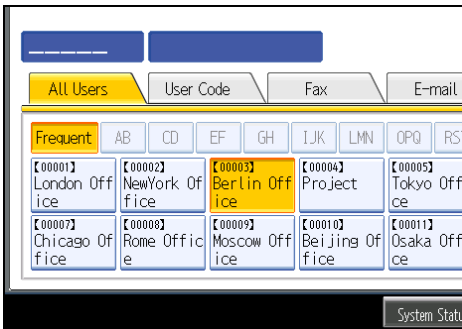 _ _ _ _ _
All Users User Code Fax E-mail
Frequent AB CD EF GH IJK LMN OPQ RS
【00001】 【00002】 【00003】 【00004】 【00005】
London Off NewYork Of Berlin Off Project Tokyo Off
ice fice ice ce
【00007】 【00008】 【00009】 【00010】 【00011】
Chicago Of Rome Offic Moscow Off Beijing Of Osaka Off
fice e ice fice ce
System Statu